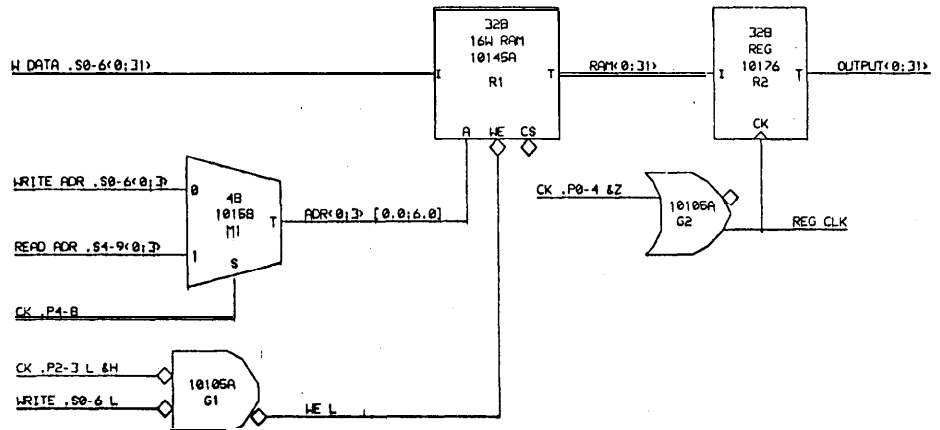 32B
16W RAM
10145A
R1
I
T
A
WE
CS
W DATA .S0-6<0:31>
RAM<0:31>
32B
REG
10176
R2
I
T
CK
OUTPUT<0:31>
WRITE ADR .S0-6<0:3>
0
4B
10158
M1
T
1
S
ADR<0:3> [0.0:6.0]
READ ADR .S4-9<0:3>
CK .P4-8
CK .P0-4 &Z
10105A
G2
REG CLK
CK .P2-3 L &H
WRITE .S0-6 L
10105A
G1
WE L